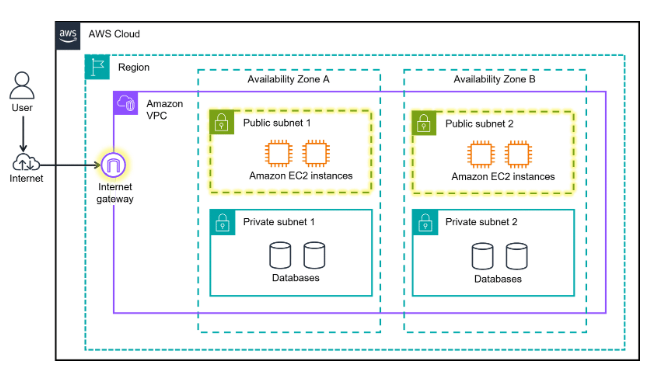 aws
AWS Cloud
Region
Availability Zone A
Availability Zone B
Amazon
VPC
Public subnet 1
Amazon EC2 instances
Public subnet 2
Amazon EC2 instances
User
Internet
Internet
gateway
Private subnet 1
Databases
Private subnet 2
Databases